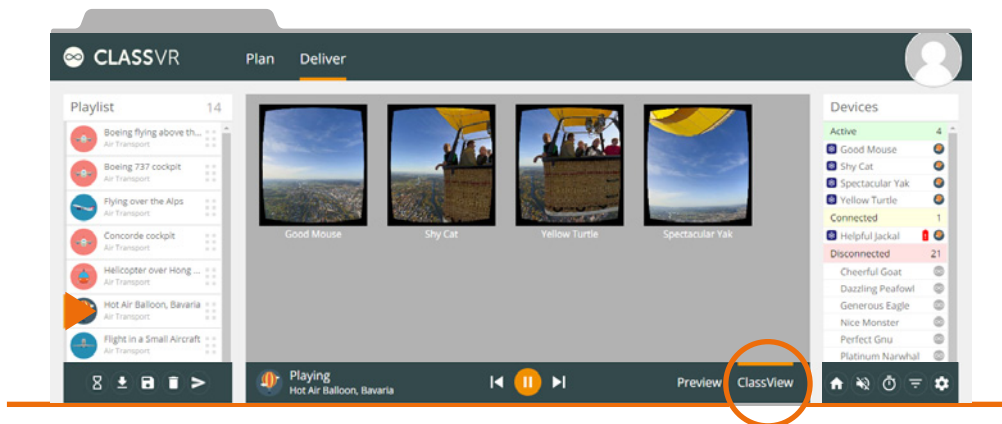 CLASSVR
Plan Deliver
Playlist 14
Boeing flying above th...
Air Transport
Boeing 737 cockpit
Air Transport
Flying over the Alps
Air Transport
Concorde cockpit
Air Transport
Helicopter over Hong ...
Air Transport
Hot Air Balloon, Bavaria
Air Transport
Flight in a Small Aircraft
Air Transport
Good Mouse
Shy Cat
Yellow Turtle
Spectacular Yak
Playing
Hot Air Balloon, Bavaria
Preview ClassView
Devices
Active 4
Good Mouse
Shy Cat
Spectacular Yak
Yellow Turtle
Connected 1
Helpful Jackal
Disconnected 21
Cheerful Goat
Dazzling Peafowl
Generous Eagle
Nice Monster
Perfect Gnu
Platinum Narwhal